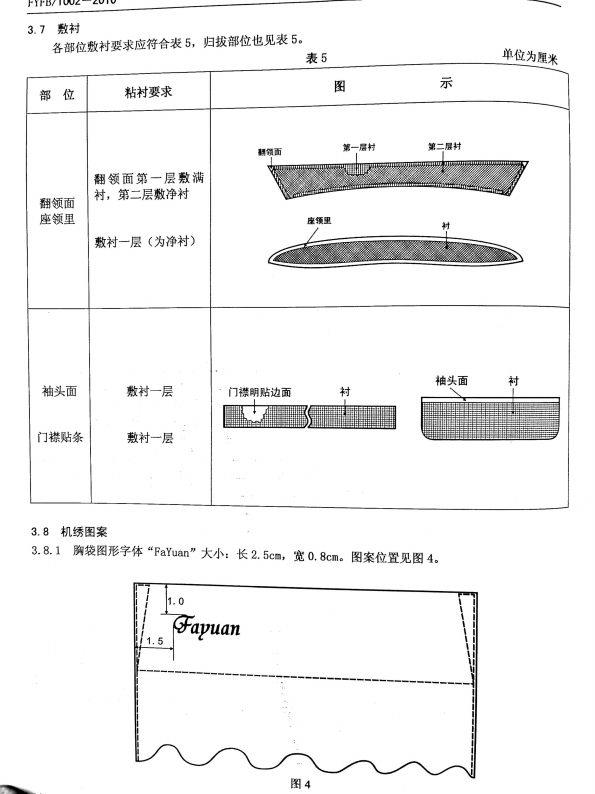 FYFB/1002—2010
3.7 敷衬
各部位敷衬要求应符合表 5，归拔部位也见表 5。
表 5
单位为厘米
部 位
粘衬要求
图 示
翻领面
座领里
翻领面第一层敷满
衬，第二层敷净衬
敷衬一层（为净衬）
翻领面
第一层衬
第二层衬
座领里
衬
袖头面
门襟贴条
敷衬一层
敷衬一层
门襟明贴边面
衬
袖头面
衬
3.8 机绣图案
3.8.1 胸袋图形字体“FaYuan”大小：长 2.5cm，宽 0.8cm。图案位置见图 4。
1.0
Fayuan
1.5
图 4